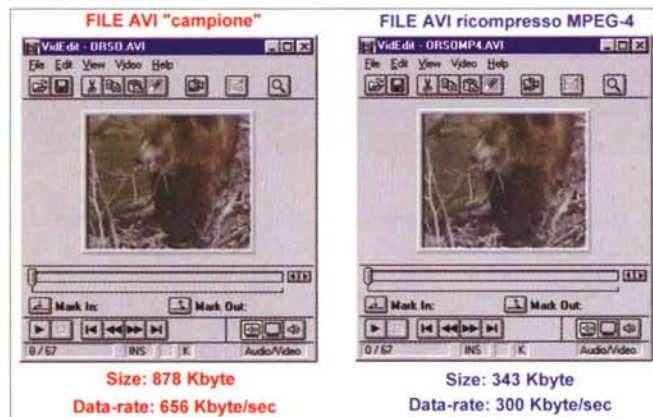 FILE AVI "campione"
VidEdit - ORSO.AVI
File Edit View Video Help
Mark In:
Mark Out:
0 / 67
INS
K
Audio/Video
Size: 878 Kbyte
Data-rate: 656 Kbyte/sec
FILE AVI ricompresso MPEG-4
VidEdit - ORSOMP4.AVI
File Edit View Video Help
Mark In:
Mark Out:
0 / 67
INS
K
Audio/Video
Size: 343 Kbyte
Data-rate: 300 Kbyte/sec